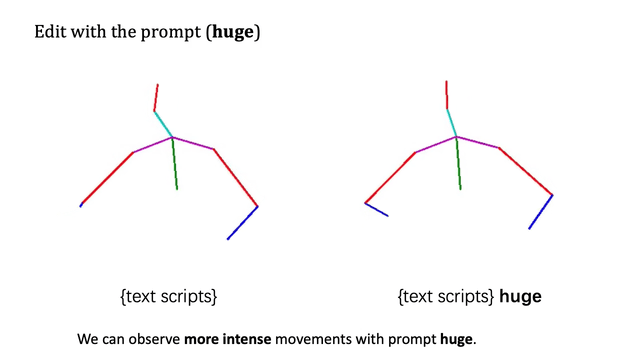 Edit with the prompt (huge)
{text scripts}
{text scripts} huge
We can observe more intense movements with prompt huge.